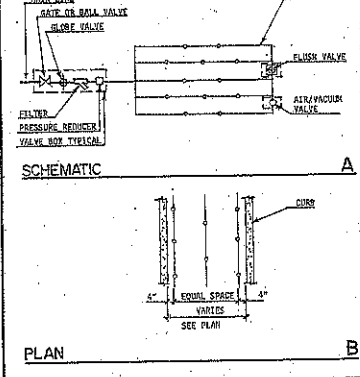 GATE OR BALL VALVE
GLOBE VALVE
FLUSH VALVE
AIR/VACUUM
VALVE
FILTER
PRESSURE REDUCER
VALVE BOX TYPICAL
SCHEMATIC A
CURB
4" EQUAL SPACE 4"
VARIES
SEE PLAN
PLAN B